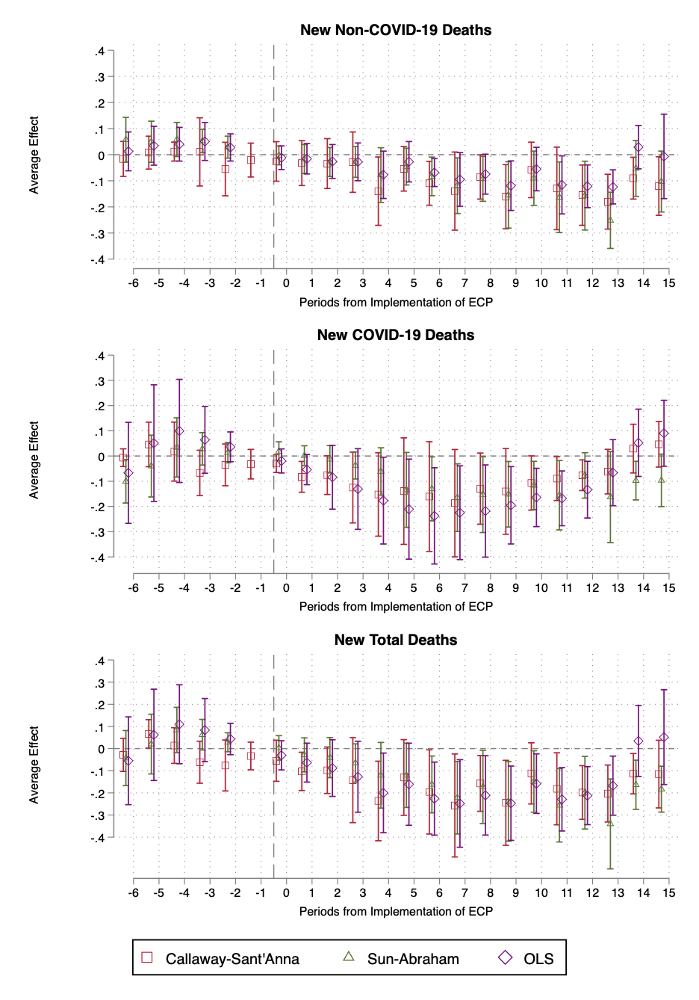 New Non-COVID-19 Deaths
Average Effect
.4
.3
.2
.1
0
-.1
-.2
-.3
-.4
-6 -5 -4 -3 -2 -1 0 1 2 3 4 5 6 7 8 9 10 11 12 13 14 15
Periods from Implementation of ECP
New COVID-19 Deaths
Average Effect
.4
.3
.2
.1
0
-.1
-.2
-.3
-.4
-6 -5 -4 -3 -2 -1 0 1 2 3 4 5 6 7 8 9 10 11 12 13 14 15
Periods from Implementation of ECP
New Total Deaths
Average Effect
.4
.3
.2
.1
0
-.1
-.2
-.3
-.4
-6 -5 -4 -3 -2 -1 0 1 2 3 4 5 6 7 8 9 10 11 12 13 14 15
Periods from Implementation of ECP
Callaway-Sant'Anna Sun-Abraham OLS